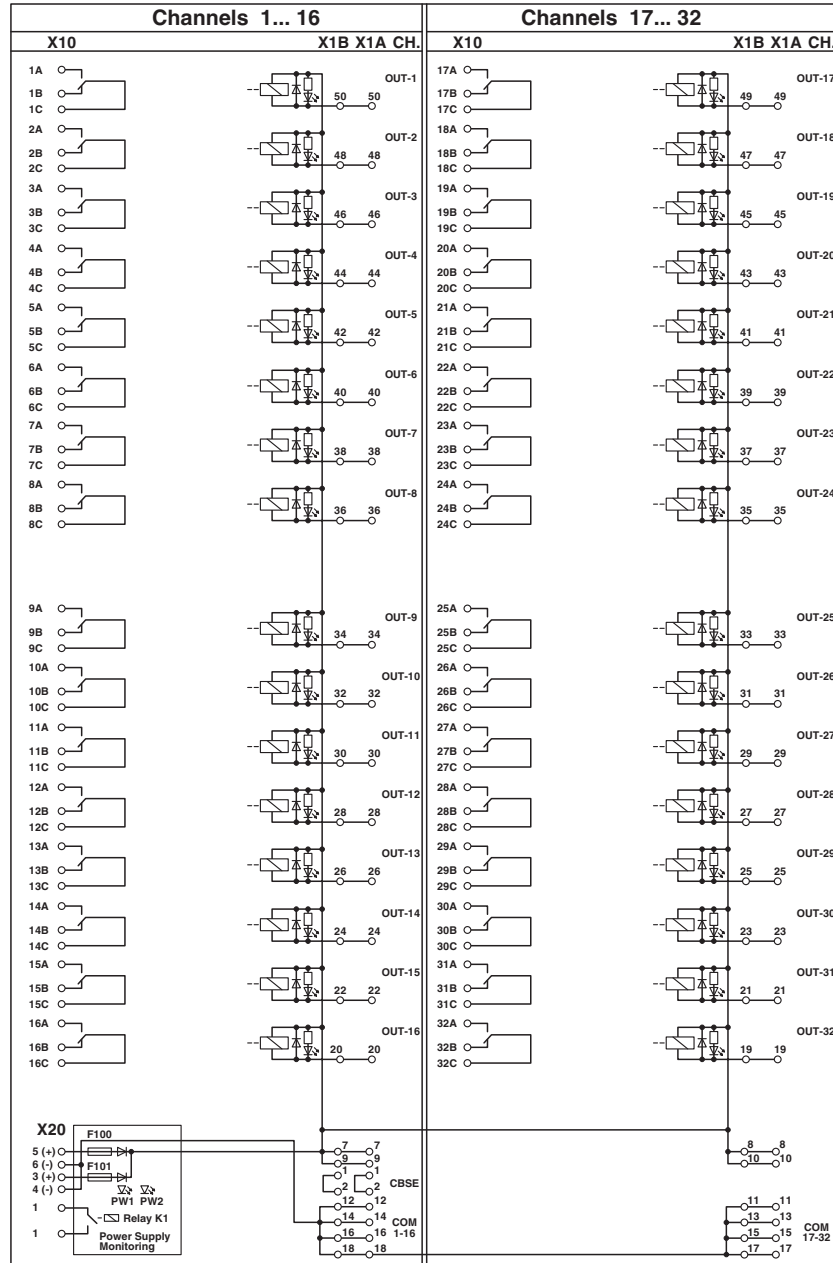 Channels 1... 16
X10 X1B X1A CH.
1A OUT-1
1B 50 50
1C
2A OUT-2
2B 48 48
2C
3A OUT-3
3B 46 46
3C
4A OUT-4
4B 44 44
4C
5A OUT-5
5B 42 42
5C
6A OUT-6
6B 40 40
6C
7A OUT-7
7B 38 38
7C
8A OUT-8
8B 36 36
8C
9A OUT-9
9B 34 34
9C
10A OUT-10
10B 32 32
10C
11A OUT-11
11B 30 30
11C
12A OUT-12
12B 28 28
12C
13A OUT-13
13B 26 26
13C
14A OUT-14
14B 24 24
14C
15A OUT-15
15B 22 22
15C
16A OUT-16
16B 20 20
16C
Channels 17... 32
X10 X1B X1A CH.
17A OUT-17
17B 49 49
17C
18A OUT-18
18B 47 47
18C
19A OUT-19
19B 45 45
19C
20A OUT-20
20B 43 43
20C
21A OUT-21
21B 41 41
21C
22A OUT-22
22B 39 39
22C
23A OUT-23
23B 37 37
23C
24A OUT-24
24B 35 35
24C
25A OUT-25
25B 33 33
25C
26A OUT-26
26B 31 31
26C
27A OUT-27
27B 29 29
27C
28A OUT-28
28B 27 27
28C
29A OUT-29
29B 25 25
29C
30A OUT-30
30B 23 23
30C
31A OUT-31
31B 21 21
31C
32A OUT-32
32B 19 19
32C
X20
F100
5 (+)
6 (-)
F101
3 (+)
4 (-)
PW1 PW2
1
Relay K1
1
Power Supply
Monitoring
7 7
9 9
1 1
CBSE
2 2
12 12
14 14 COM
16 16 1-16
18 18
8 8
10 10
11 11
13 13
COM
15 15 17-32
17 17